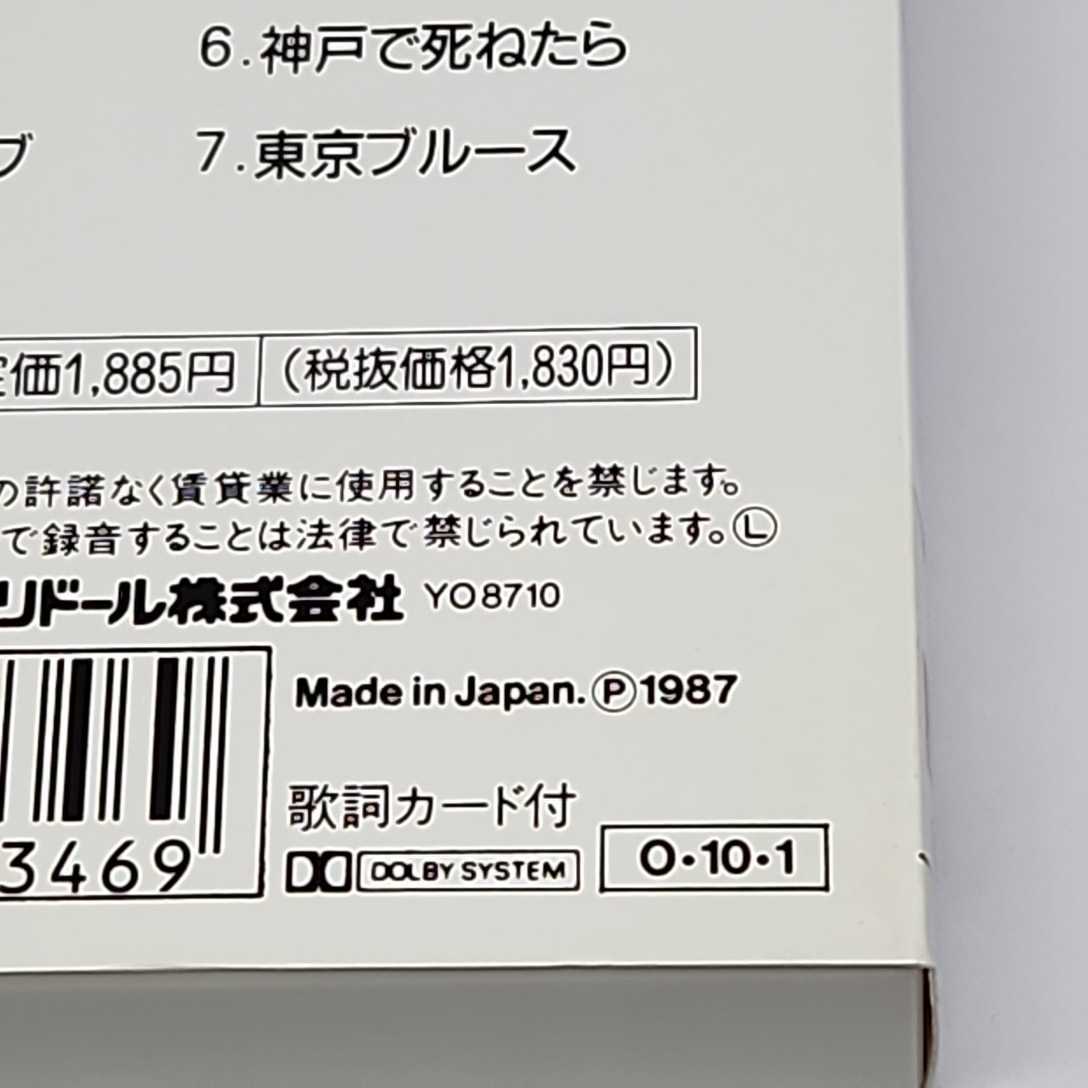 6.神戸で死ねたら
ブ 7.東京ブルース
定価1,885円 (税抜価格1,830円)
の許諾なく賃貸業に使用することを禁じます。
で録音することは法律で禁じられています。Ⓛ
リドール株式会社 YO8710
Made in Japan.Ⓟ1987
歌詞カード付
3469
DOLBY SYSTEM
O・10・1